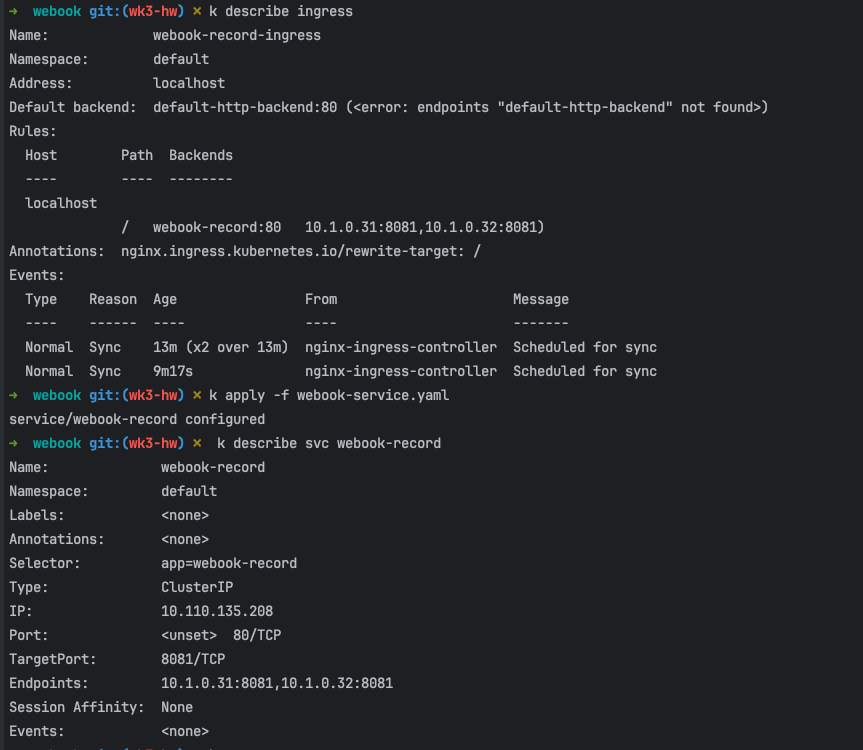 → webook git:(wk3-hw) ✗ k describe ingress
Name:             webook-record-ingress
Namespace:        default
Address:          localhost
Default backend:  default-http-backend:80 (<error: endpoints "default-http-backend" not found>)
Rules:
  Host        Path  Backends
  ----        ----  --------
  localhost
              /   webook-record:80   10.1.0.31:8081,10.1.0.32:8081)
Annotations:  nginx.ingress.kubernetes.io/rewrite-target: /
Events:
  Type    Reason  Age                From                      Message
  ----    ------  ----               ----                      -------
  Normal  Sync    13m (x2 over 13m)  nginx-ingress-controller  Scheduled for sync
  Normal  Sync    9m17s              nginx-ingress-controller  Scheduled for sync
→ webook git:(wk3-hw) ✗ k apply -f webook-service.yaml
service/webook-record configured
→ webook git:(wk3-hw) ✗  k describe svc webook-record
Name:              webook-record
Namespace:         default
Labels:            <none>
Annotations:       <none>
Selector:          app=webook-record
Type:              ClusterIP
IP:                10.110.135.208
Port:              <unset>  80/TCP
TargetPort:        8081/TCP
Endpoints:         10.1.0.31:8081,10.1.0.32:8081
Session Affinity:  None
Events:            <none>